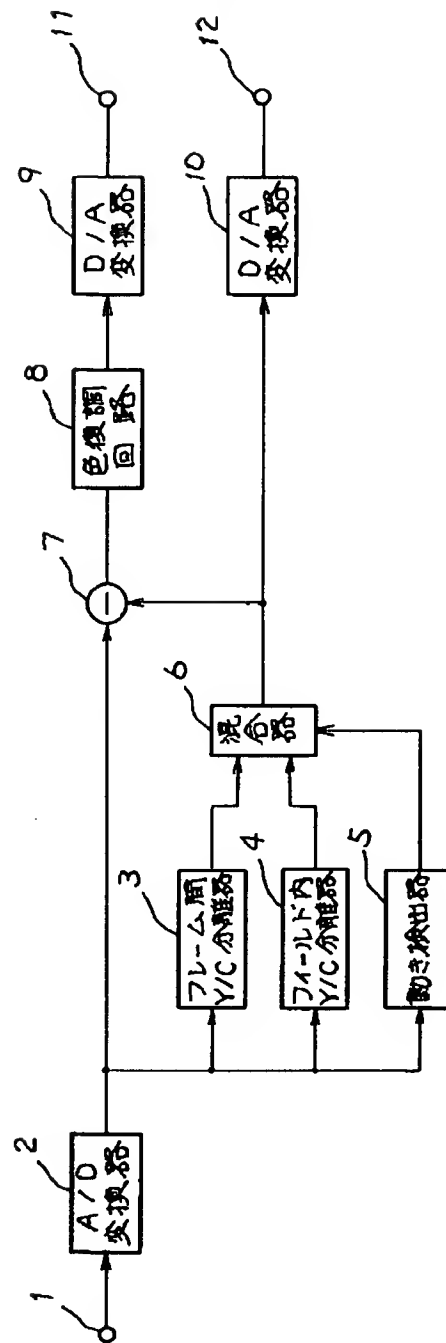 1
2
A/D
変換器
3
フレーム間
Y/C分離器
4
フィールド内
Y/C分離器
5
動き検出器
6
混合器
7
8
色復調
回路
9
D/A
変換器
10
D/A
変換器
11
12